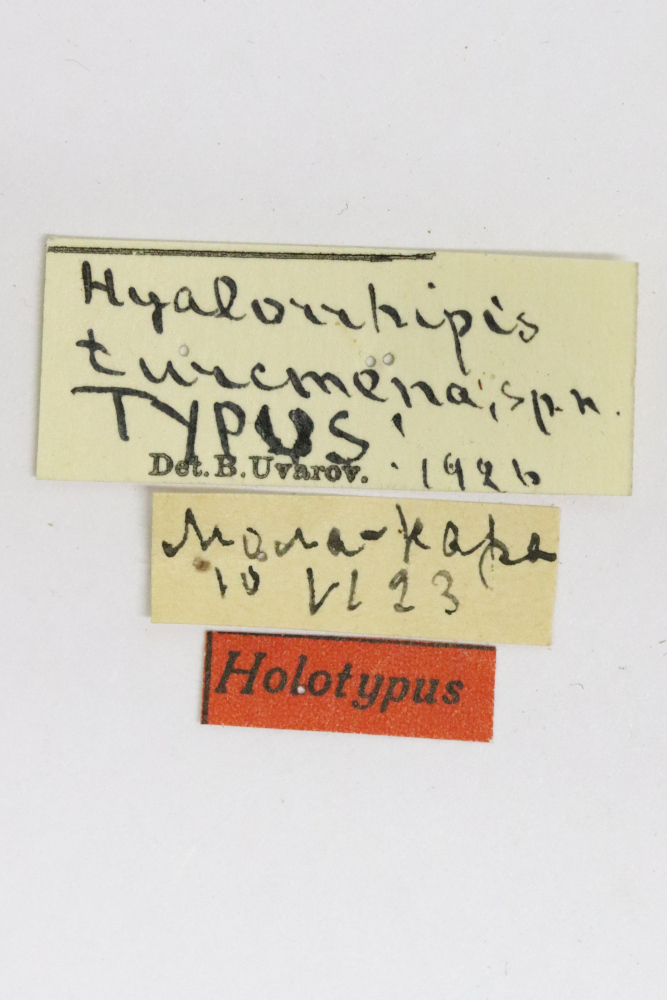 Hyalorrhipis
turcmena, sp. n.
TYPUS!
Det. B. Uvarov. 1926
Мола-Кара
10 VI 23
Holotypus